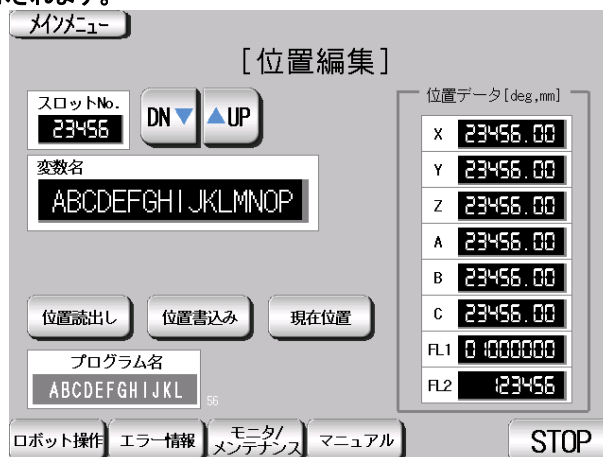 されます。
メインメニュー
[位置編集]
スロットNo.
23456
DN▼ ▲UP
変数名
ABCDEFGHIJKLMNOP
位置データ[deg,mm]
X 23456.00
Y 23456.00
Z 23456.00
A 23456.00
B 23456.00
C 23456.00
FL1 01000000
FL2 123456
位置読出し 位置書込み 現在位置
プログラム名
ABCDEFGHIJKL 56
ロボット操作 エラー情報 モニタ/
メンテナンス マニュアル STOP